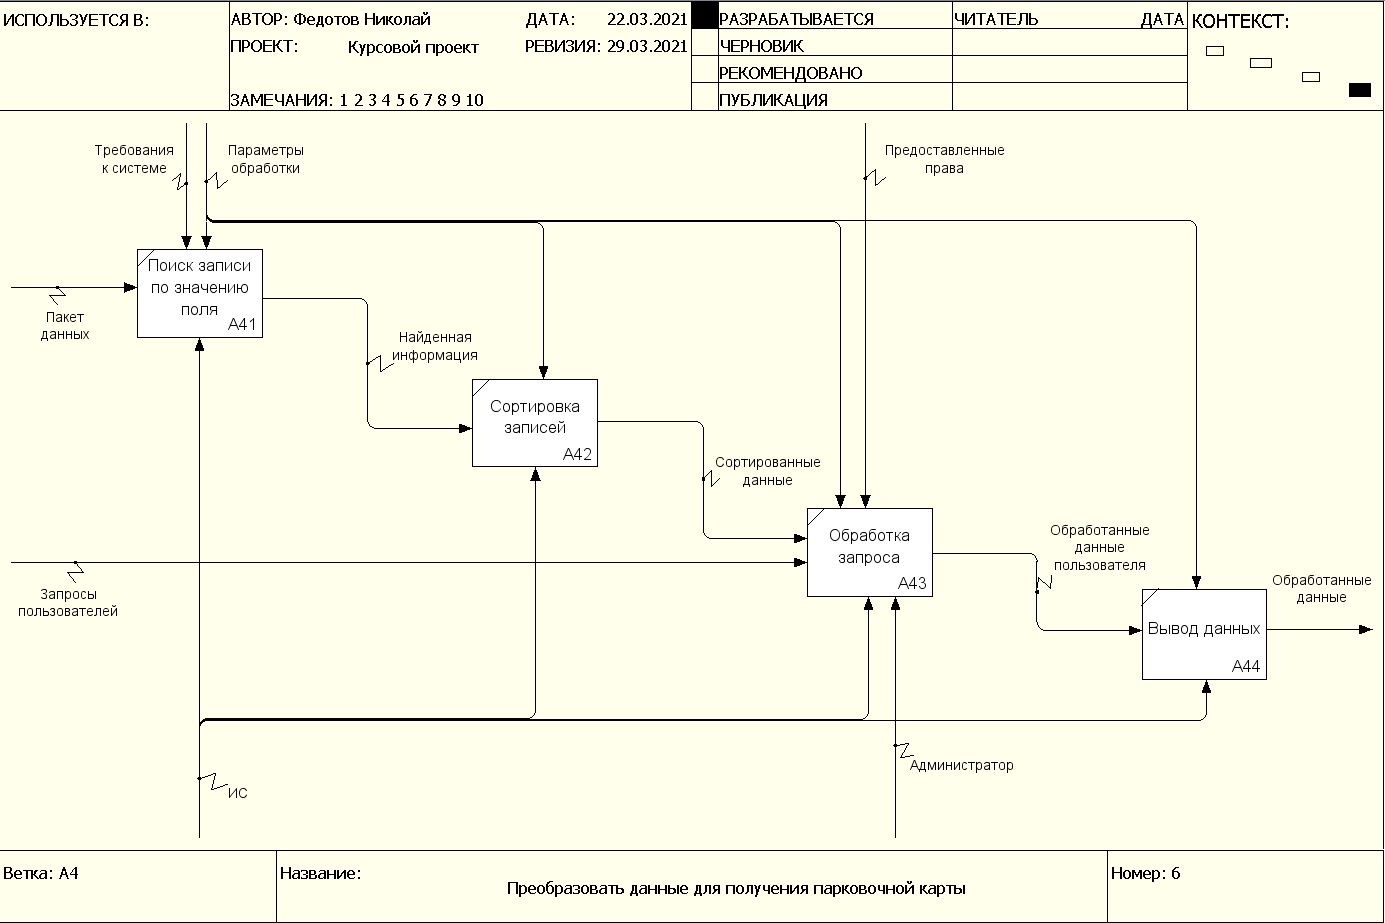 ИСПОЛЬЗУЕТСЯ В:
АВТОР: Федотов Николай
ДАТА: 22.03.2021
ПРОЕКТ: Курсовой проект
РЕВИЗИЯ: 29.03.2021
ЗАМЕЧАНИЯ: 1 2 3 4 5 6 7 8 9 10
РАЗРАБАТЫВАЕТСЯ
ЧЕРНОВИК
РЕКОМЕНДОВАНО
ПУБЛИКАЦИЯ
ЧИТАТЕЛЬ
ДАТА
КОНТЕКСТ:
Требования
к системе
Параметры
обработки
Предоставленные
права
Поиск записи
по значению
поля
A41
Пакет
данных
Найденная
информация
Сортировка
записей
A42
Сортированные
данные
Обработка
запроса
A43
Запросы
пользователей
Обработанные
данные
пользователя
Вывод данных
A44
Обработанные
данные
Администратор
ИС
Ветка: A4
Название:
Преобразовать данные для получения парковочной карты
Номер: 6